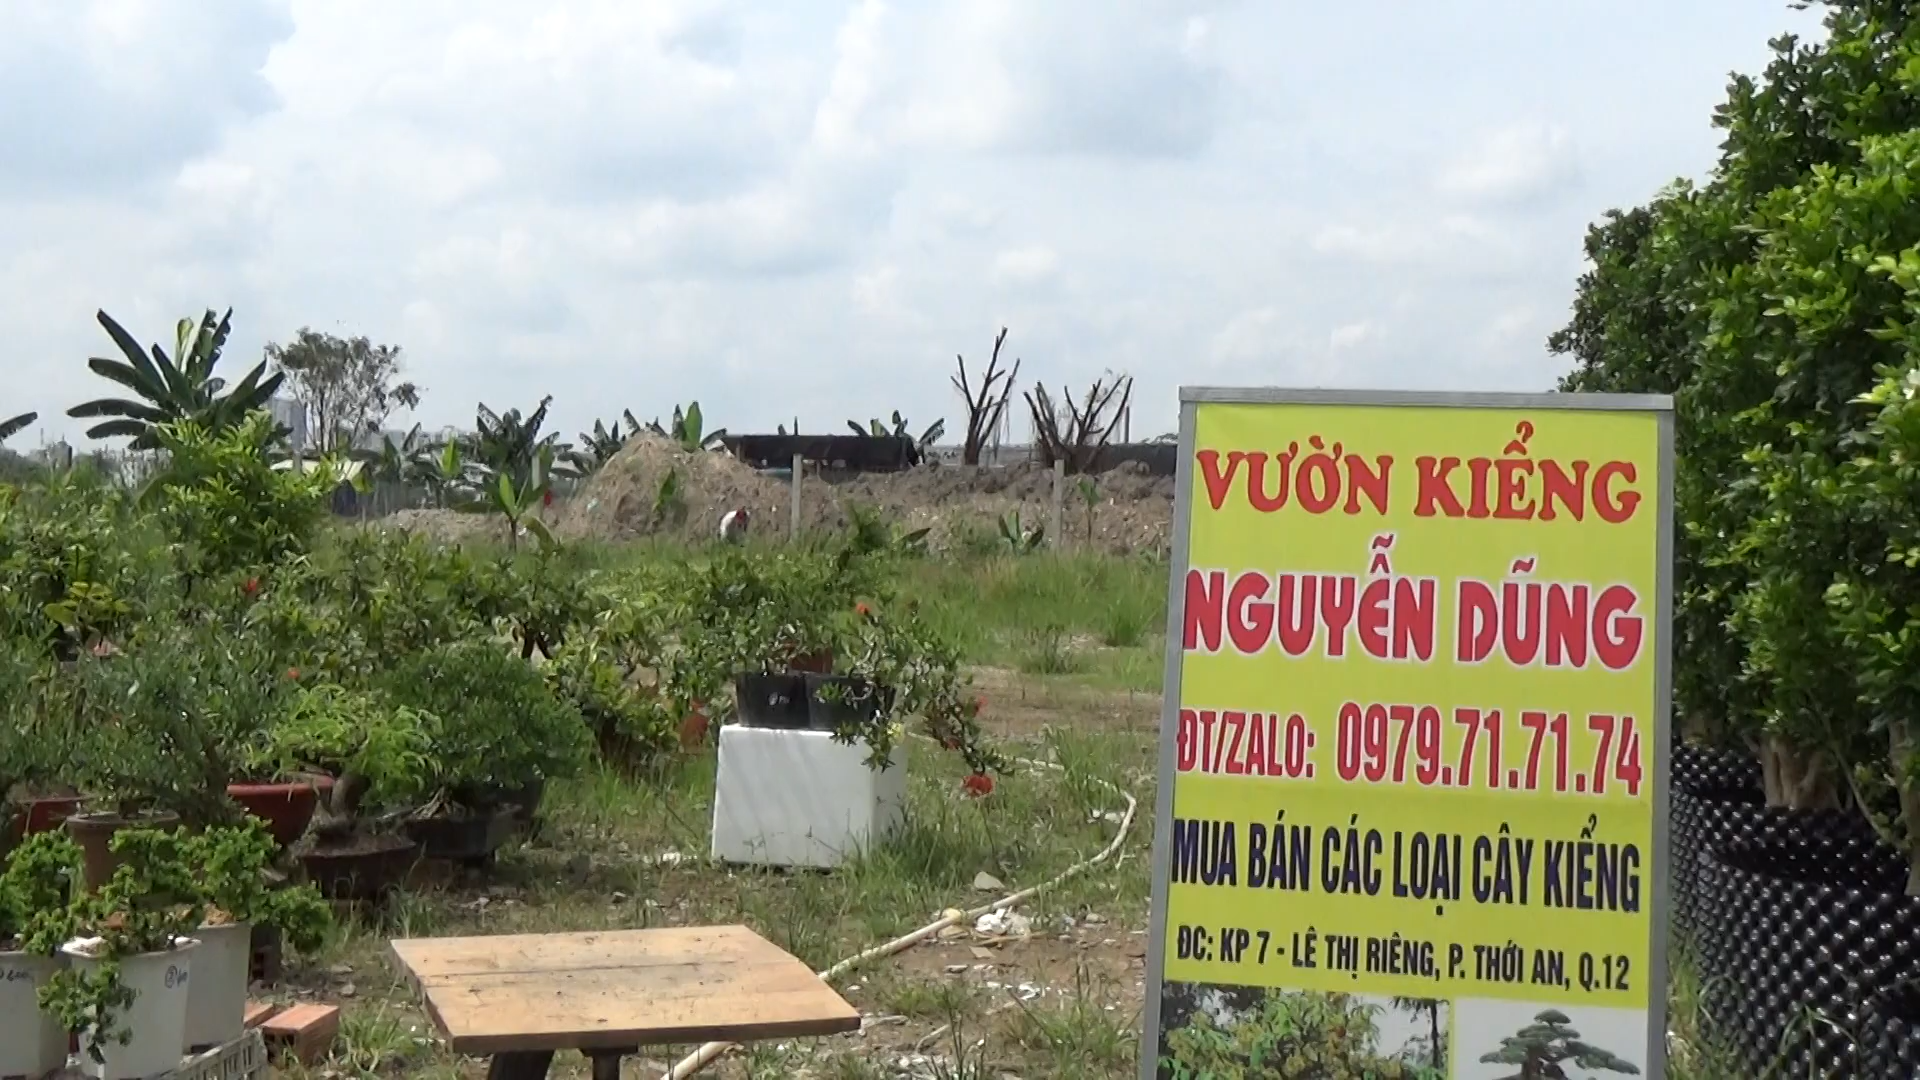 VƯỜN KIỂNG
NGUYỄN DŨNG
ĐT/ZALO: 0979.71.71.74
MUA BÁN CÁC LOẠI CÂY KIỂNG
ĐC: KP 7 - LÊ THỊ RIÊNG, P. THỚI AN, Q.12